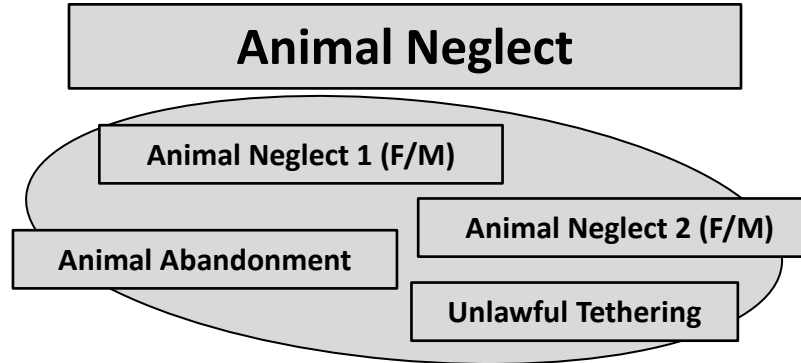 Animal Neglect
Animal Neglect 1 (F/M)
Animal Neglect 2 (F/M)
Animal Abandonment
Unlawful Tethering